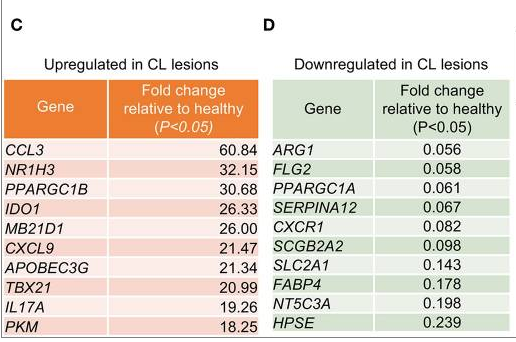 C
Upregulated in CL lesions
Gene Fold change
relative to healthy
(P<0.05)
CCL3 60.84
NR1H3 32.15
PPARGC1B 30.68
IDO1 26.33
MB21D1 26.00
CXCL9 21.47
APOBEC3G 21.34
TBX21 20.99
IL17A 19.26
PKM 18.25
D
Downregulated in CL lesions
Gene Fold change
relative to healthy
(P<0.05)
ARG1 0.056
FLG2 0.058
PPARGC1A 0.061
SERPINA12 0.067
CXCR1 0.082
SCGB2A2 0.098
SLC2A1 0.143
FABP4 0.178
NT5C3A 0.198
HPSE 0.239